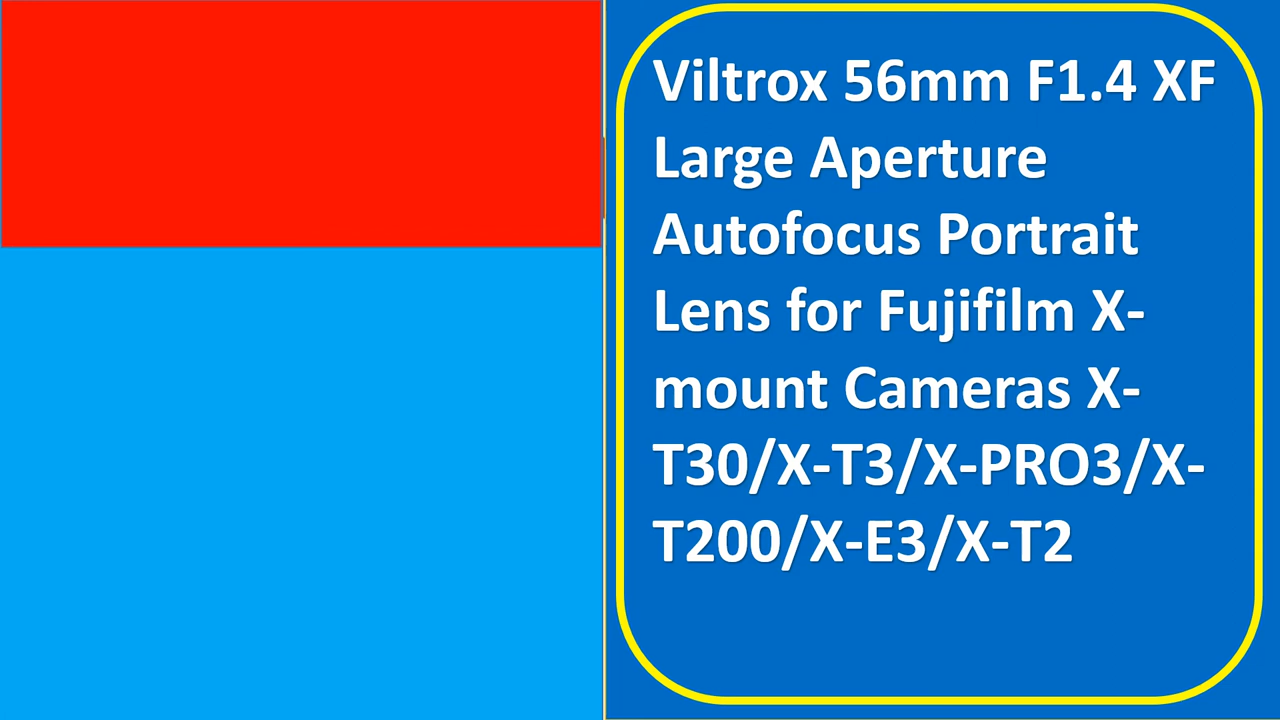 Viltrox 56mm F1.4 XF
Large Aperture
Autofocus Portrait
Lens for Fujifilm X-
mount Cameras X-
T30/X-T3/X-PRO3/X-
T200/X-E3/X-T2